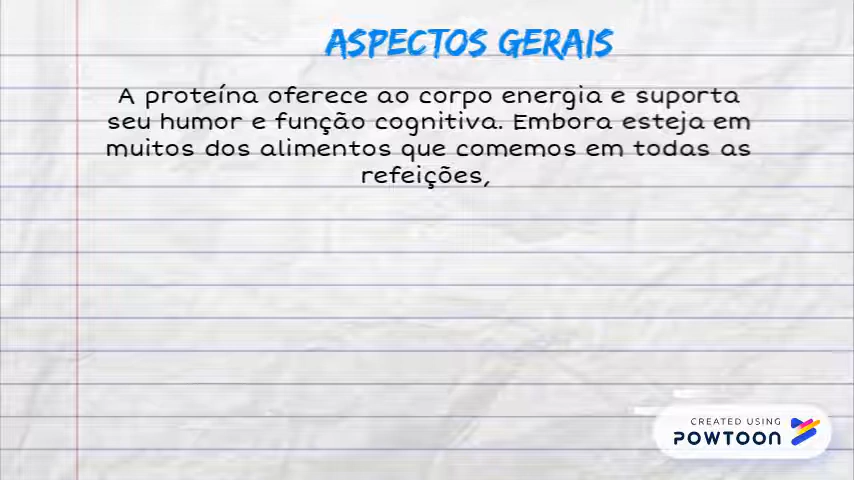 ASPECTOS GERAIS
A proteína oferece ao corpo energia e suporta
seu humor e função cognitiva. Embora esteja em
muitos dos alimentos que comemos em todas as
refeições,
CREATED USING
POWTOON